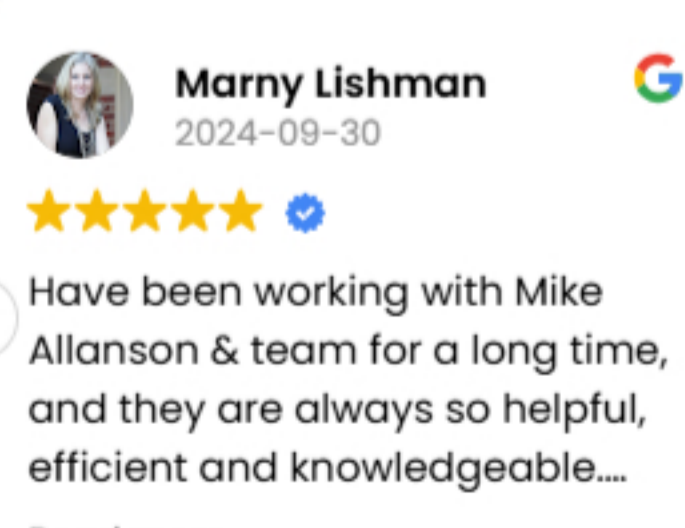 Marny Lishman
2024-09-30
Have been working with Mike
Allanson & team for a long time,
and they are always so helpful,
efficient and knowledgeable....